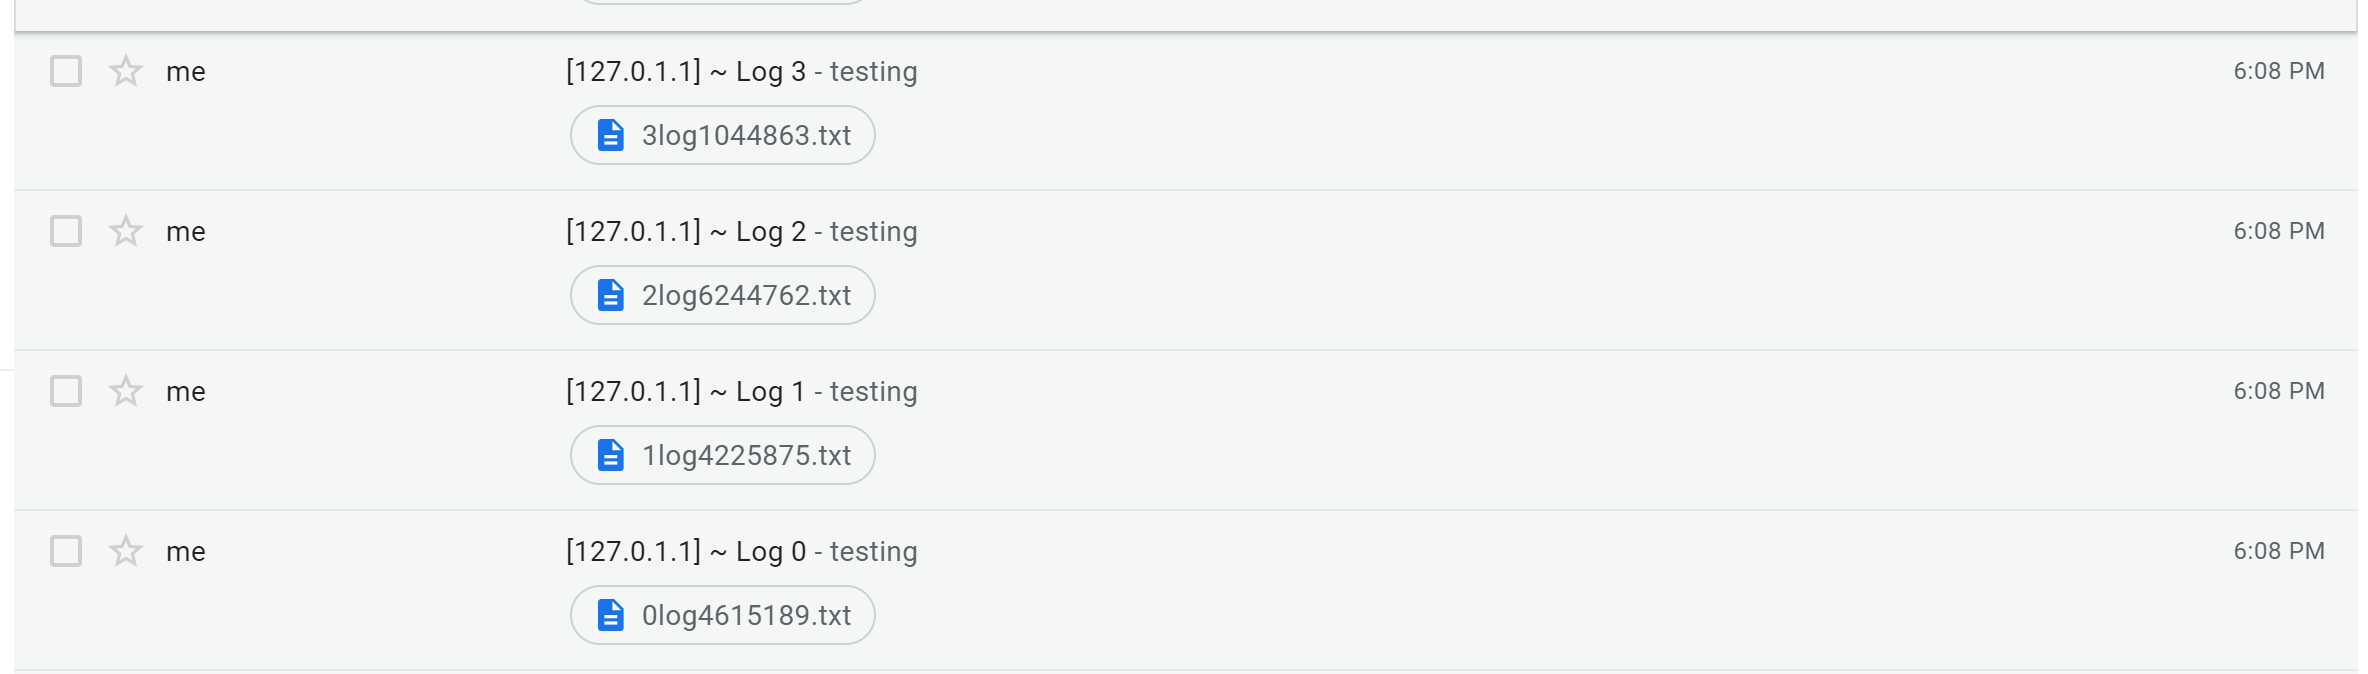 me [127.0.1.1] ~ Log 3 - testing 6:08 PM
3log1044863.txt
me [127.0.1.1] ~ Log 2 - testing 6:08 PM
2log6244762.txt
me [127.0.1.1] ~ Log 1 - testing 6:08 PM
1log4225875.txt
me [127.0.1.1] ~ Log 0 - testing 6:08 PM
0log4615189.txt